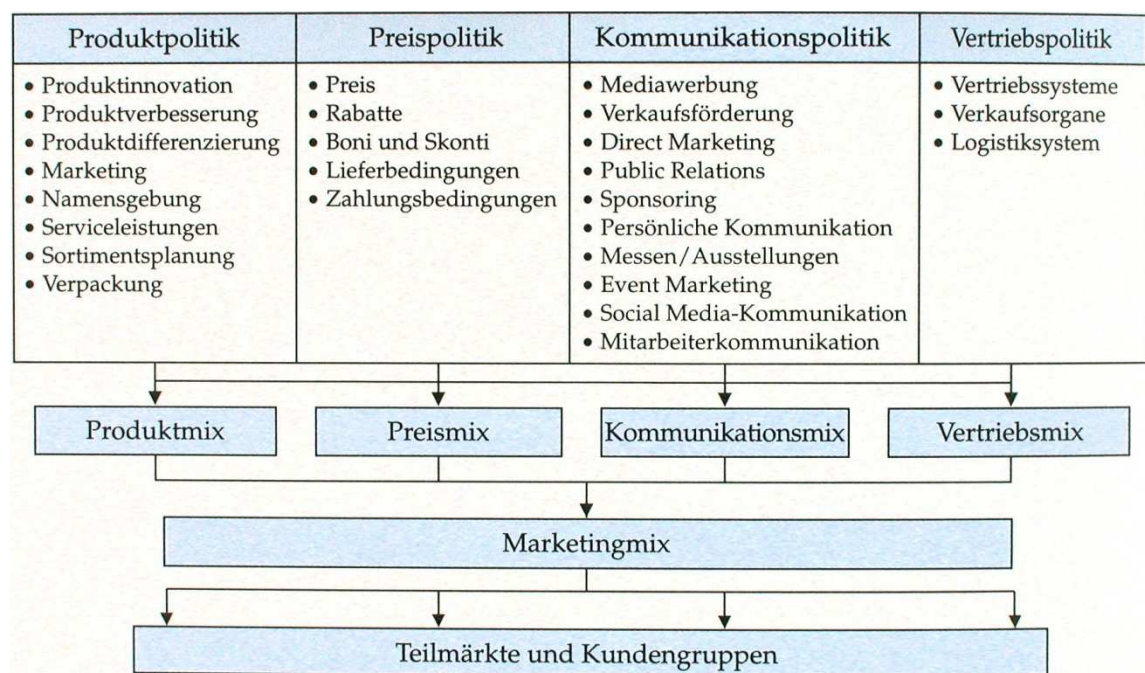 Produktpolitik
• Produktinnovation
• Produktverbesserung
• Produktdifferenzierung
• Marketing
• Namensgebung
• Serviceleistungen
• Sortimentsplanung
• Verpackung
Preispolitik
• Preis
• Rabatte
• Boni und Skonti
• Lieferbedingungen
• Zahlungsbedingungen
Kommunikationspolitik
• Mediawerbung
• Verkaufsförderung
• Direct Marketing
• Public Relations
• Sponsoring
• Persönliche Kommunikation
• Messen/Ausstellungen
• Event Marketing
• Social Media-Kommunikation
• Mitarbeiterkommunikation
Vertriebspolitik
• Vertriebssysteme
• Verkaufsorgane
• Logistiksystem
Produktmix
Preismix
Kommunikationsmix
Vertriebsmix
Marketingmix
Teilmärkte und Kundengruppen